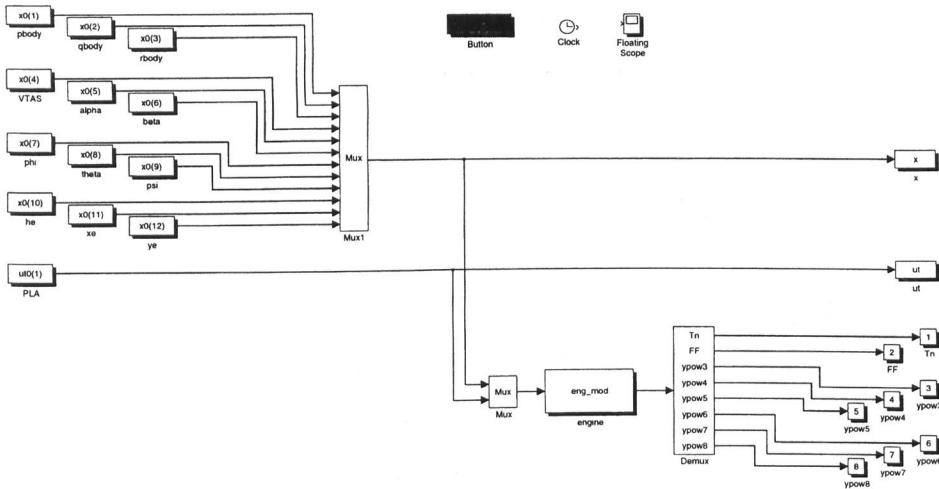 x0(1)
pbody
x0(2)
qbody
x0(3)
rbody
Button
Clock
Floating
Scope
x0(4)
VTAS
x0(5)
alpha
x0(6)
beta
x0(7)
phi
x0(8)
theta
x0(9)
psi
x0(10)
he
x0(11)
xe
x0(12)
ye
Mux
Mux1
x
x
ut0(1)
PLA
ut
ut
Mux
Mux
eng_mod
engine
Tn
FF
ypow3
ypow4
ypow5
ypow6
ypow7
ypow8
Demux
1
Tn
2
FF
3
4
ypow4
5
ypow5
6
7
ypow7
8
ypow8